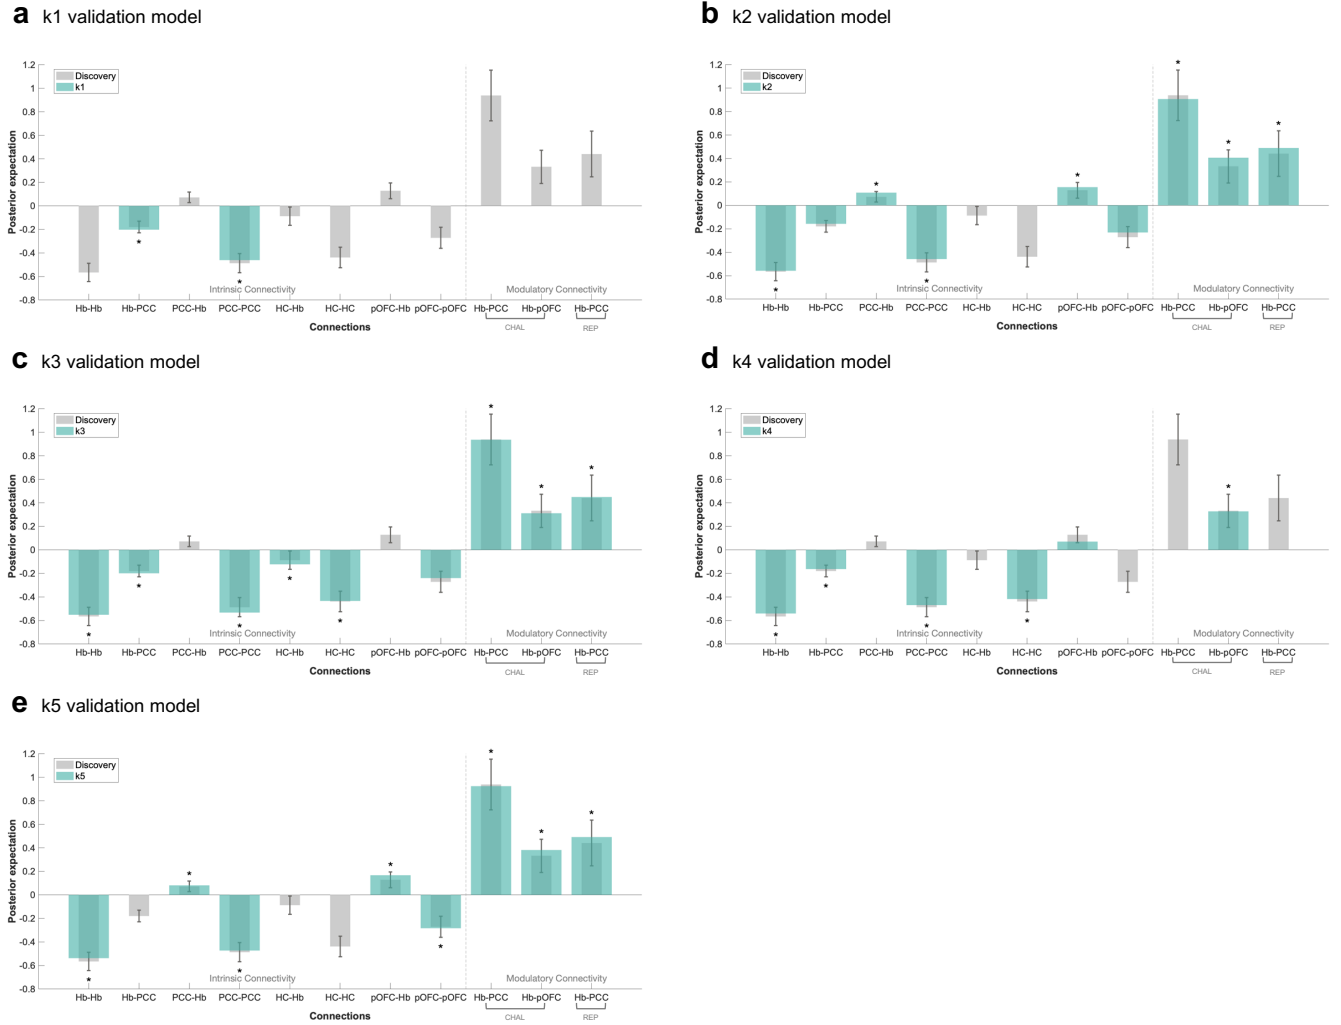 a k1 validation model
Discovery
k1
Posterior expectation
1.2
1
0.8
0.6
0.4
0.2
0
-0.2
-0.4
-0.6
-0.8
* *
Intrinsic Connectivity Modulatory Connectivity
Hb-Hb Hb-PCC PCC-Hb PCC-PCC HC-Hb HC-HC pOFC-Hb pOFC-pOFC Hb-PCC Hb-pOFC Hb-PCC
CHAL REP
Connections
b k2 validation model
Discovery
k2
Posterior expectation
1.2
1
0.8
0.6
0.4
0.2
0
-0.2
-0.4
-0.6
-0.8
* * * * * * *
Intrinsic Connectivity Modulatory Connectivity
Hb-Hb Hb-PCC PCC-Hb PCC-PCC HC-Hb HC-HC pOFC-Hb pOFC-pOFC Hb-PCC Hb-pOFC Hb-PCC
CHAL REP
Connections
c k3 validation model
Discovery
k3
Posterior expectation
1.2
1
0.8
0.6
0.4
0.2
0
-0.2
-0.4
-0.6
-0.8
* * * * * * * *
Intrinsic Connectivity Modulatory Connectivity
Hb-Hb Hb-PCC PCC-Hb PCC-PCC HC-Hb HC-HC pOFC-Hb pOFC-pOFC Hb-PCC Hb-pOFC Hb-PCC
CHAL REP
Connections
d k4 validation model
Discovery
k4
Posterior expectation
1.2
1
0.8
0.6
0.4
0.2
0
-0.2
-0.4
-0.6
-0.8
* * * * *
Intrinsic Connectivity Modulatory Connectivity
Hb-Hb Hb-PCC PCC-Hb PCC-PCC HC-Hb HC-HC pOFC-Hb pOFC-pOFC Hb-PCC Hb-pOFC Hb-PCC
CHAL REP
Connections
e k5 validation model
Discovery
k5
Posterior expectation
1.2
1
0.8
0.6
0.4
0.2
0
-0.2
-0.4
-0.6
-0.8
* * * * * * * *
Intrinsic Connectivity Modulatory Connectivity
Hb-Hb Hb-PCC PCC-Hb PCC-PCC HC-Hb HC-HC pOFC-Hb pOFC-pOFC Hb-PCC Hb-pOFC Hb-PCC
CHAL REP
Connections